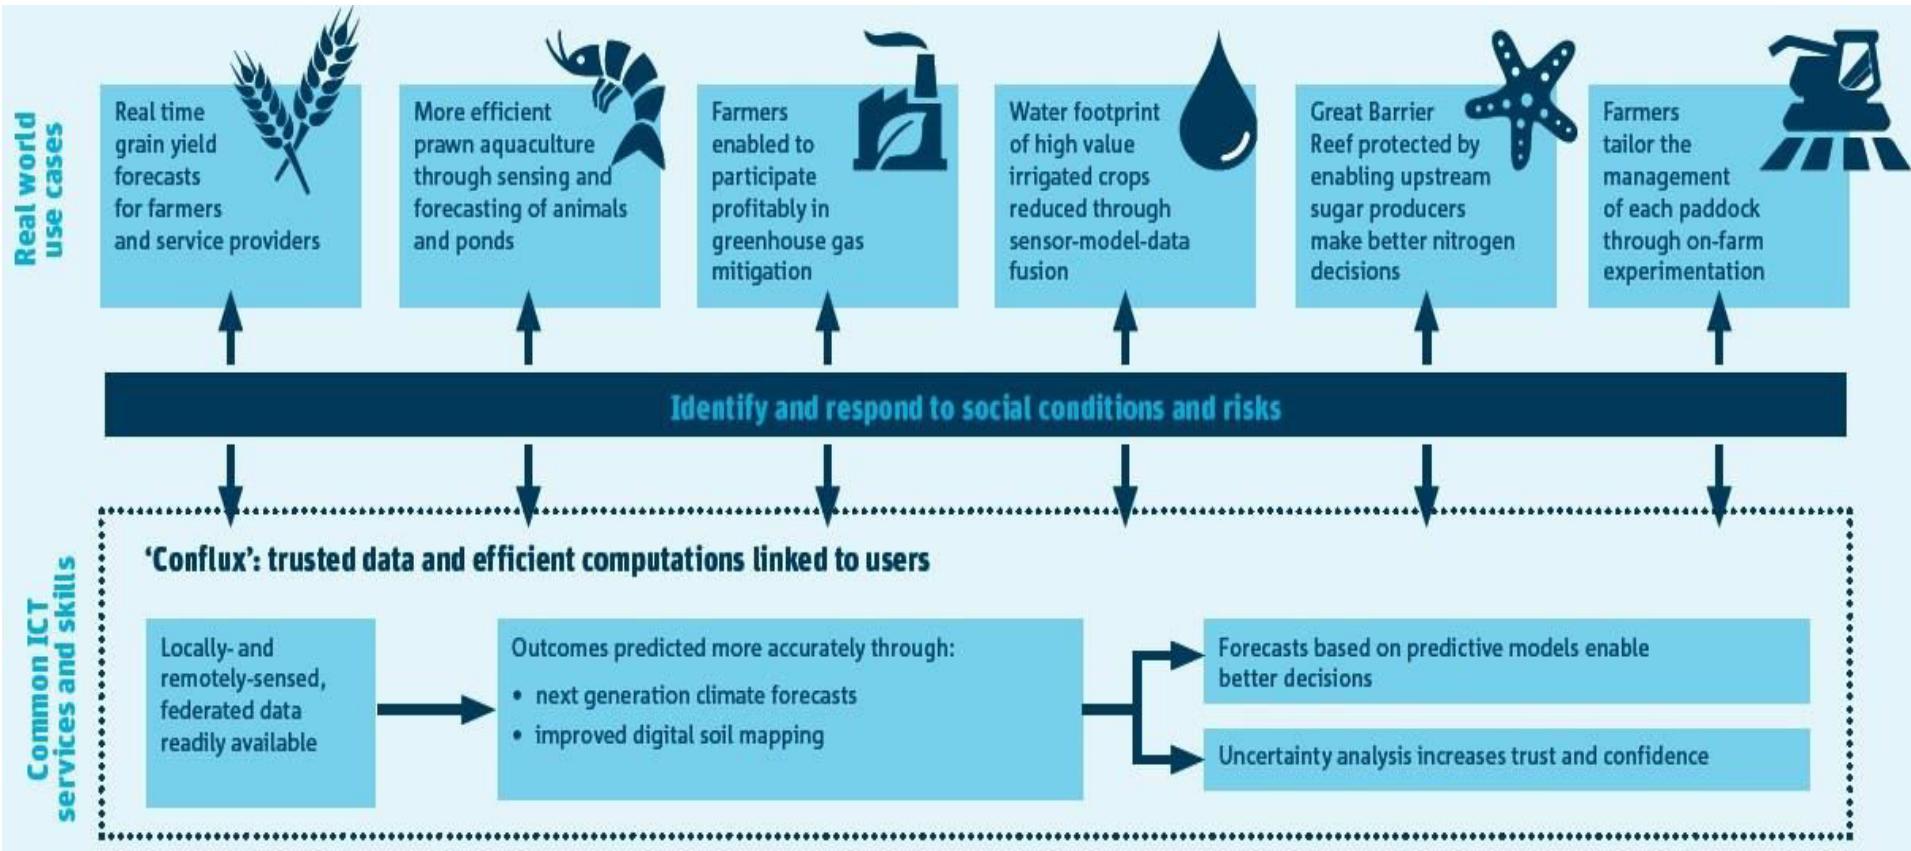 Real world
use cases
Real time
grain yield
forecasts
for farmers
and service providers
More efficient
prawn aquaculture
through sensing and
forecasting of animals
and ponds
Farmers
enabled to
participate
profitably in
greenhouse gas
mitigation
Water footprint
of high value
irrigated crops
reduced through
sensor-model-data
fusion
Great Barrier
Reef protected by
enabling upstream
sugar producers
make better nitrogen
decisions
Farmers
tailor the
management
of each paddock
through on-farm
experimentation
Identify and respond to social conditions and risks
Common ICT
services and skills
‘Conflux’: trusted data and efficient computations linked to users
Locally- and
remotely-sensed,
federated data
readily available
Outcomes predicted more accurately through:
• next generation climate forecasts
• improved digital soil mapping
Forecasts based on predictive models enable
better decisions
Uncertainty analysis increases trust and confidence